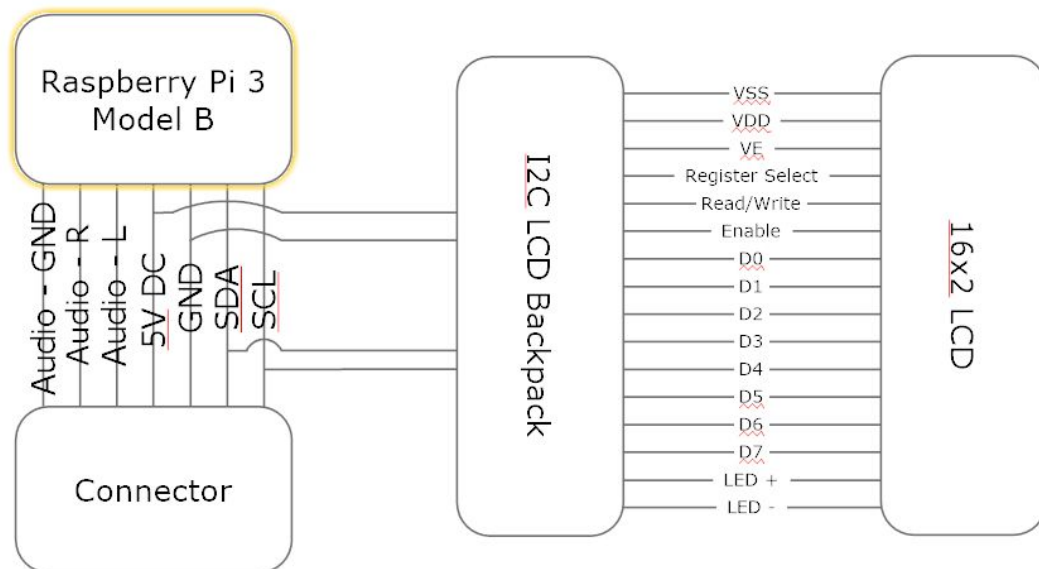 Raspberry Pi 3
Model B
Audio - GND
Audio - R
Audio - L
5V DC
GND
SDA
SCL
Connector
I2C LCD Backpack
VSS
VDD
VE
Register Select
Read/Write
Enable
D0
D1
D2
D3
D4
D5
D6
D7
LED +
LED -
16x2 LCD